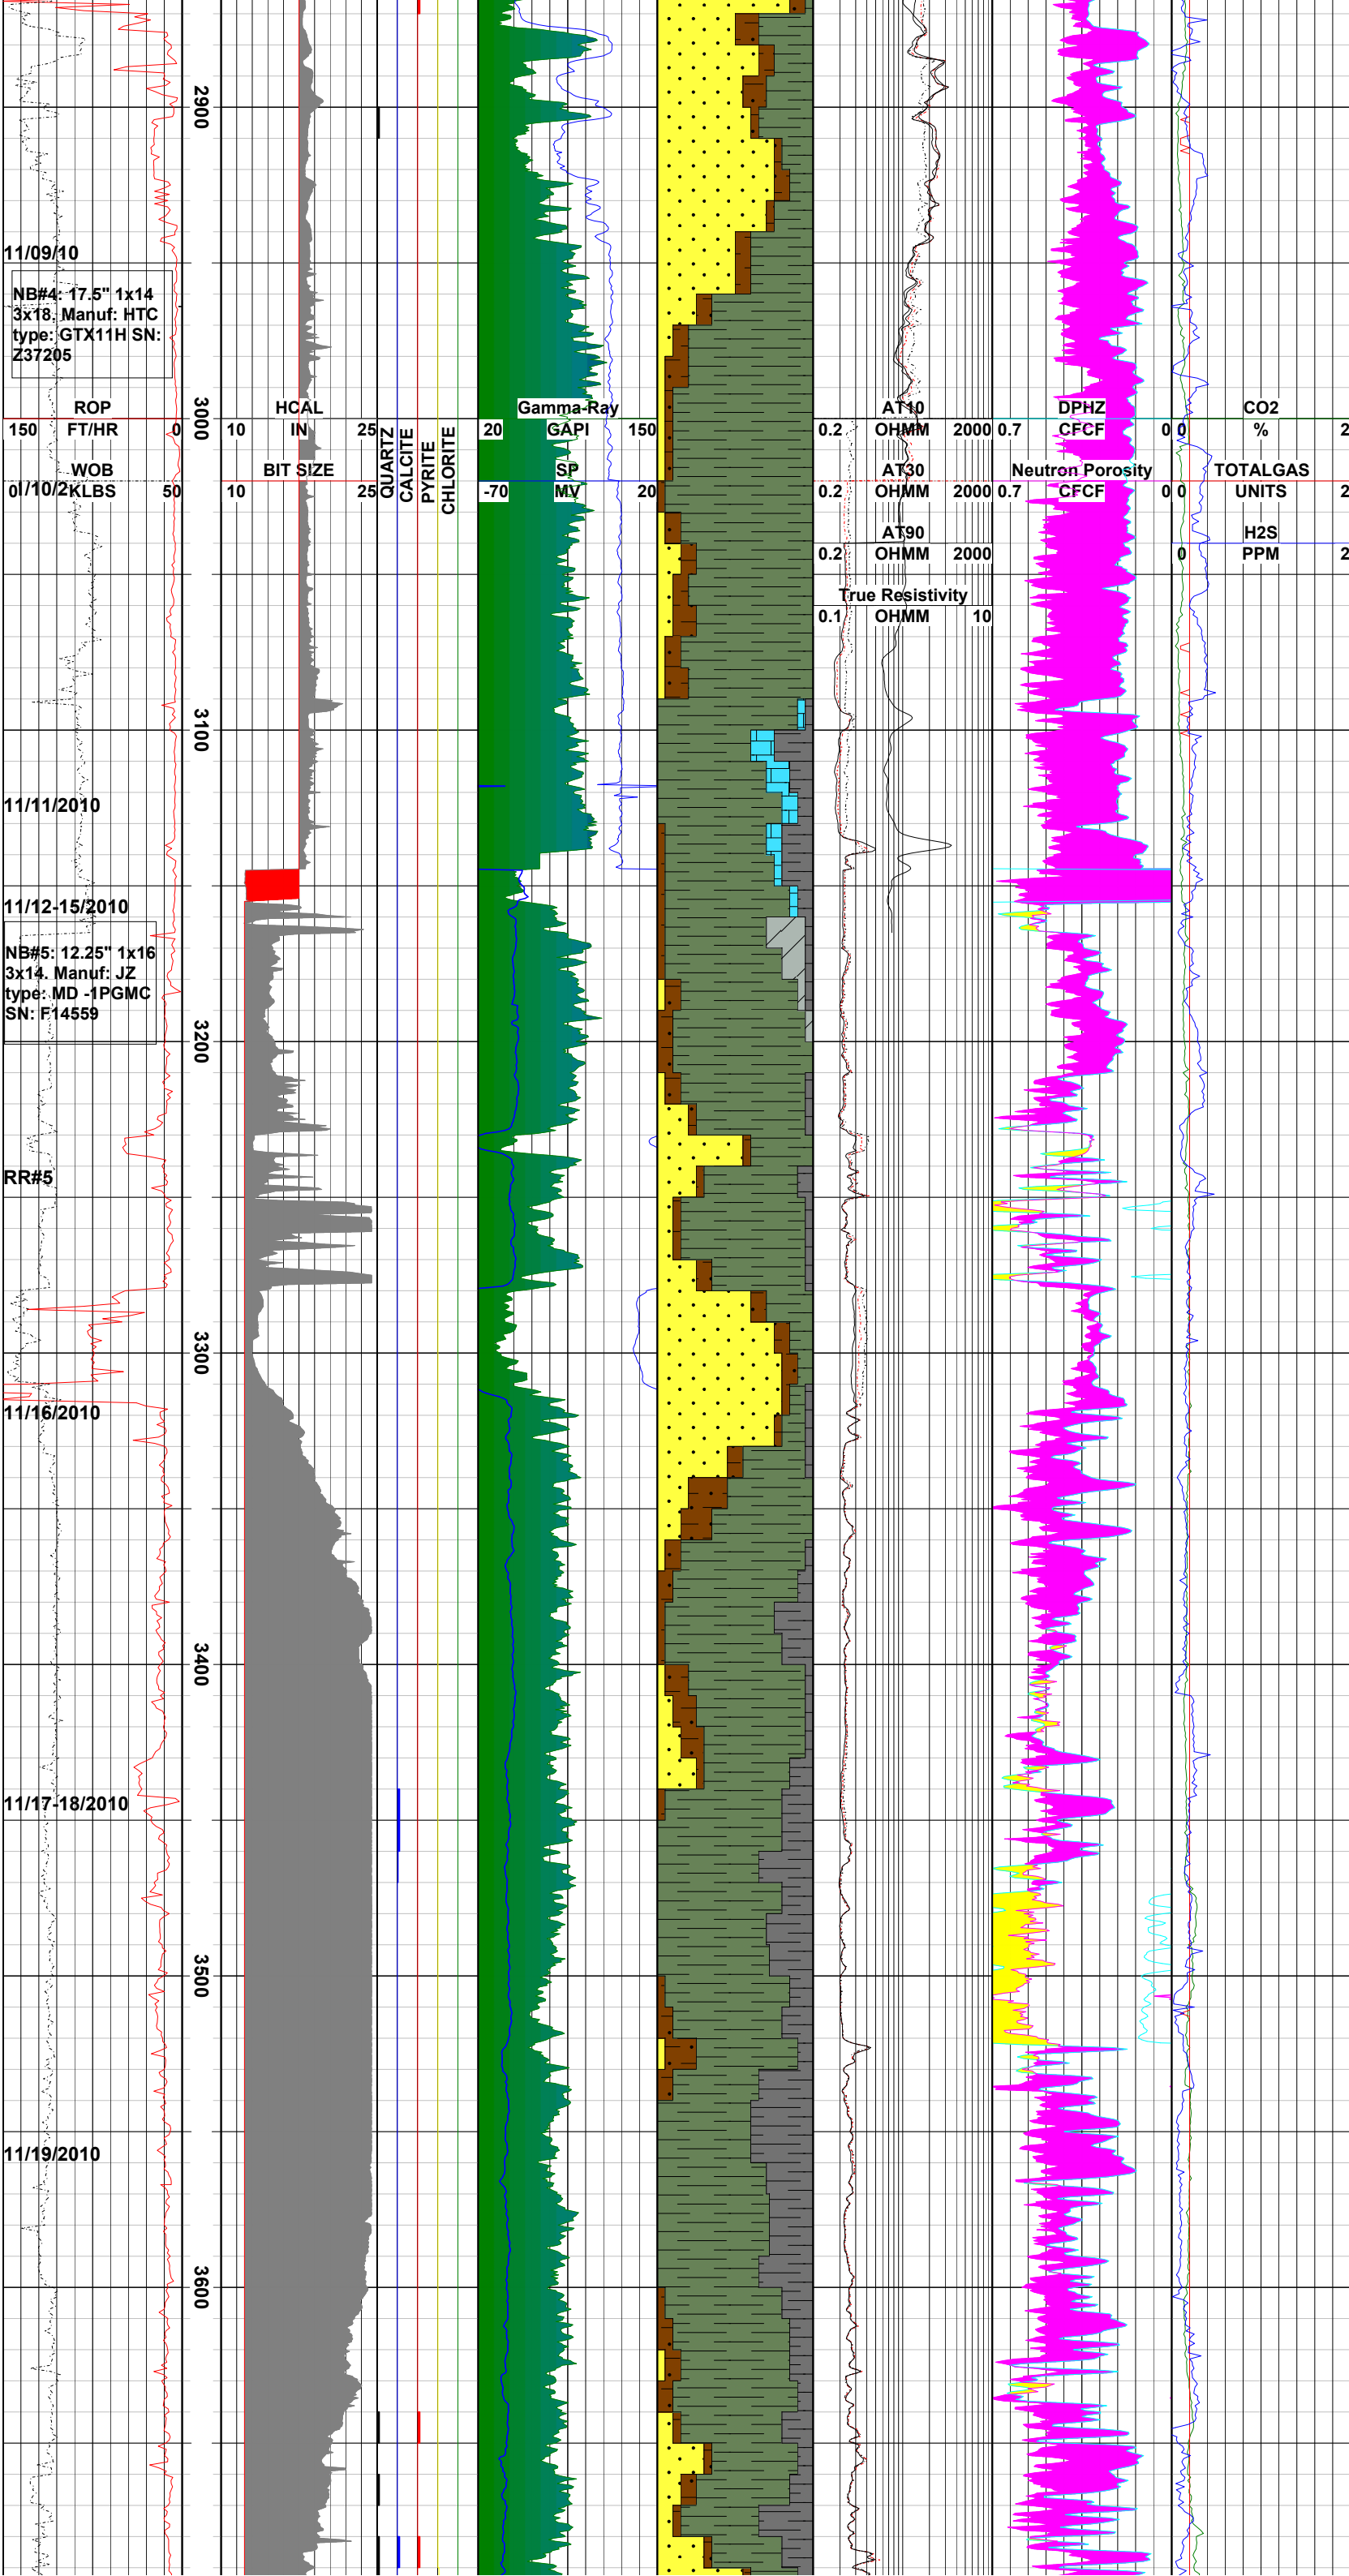 2900
11/09/10
NB#4: 17.5" 1x14
3x18. Manuf: HTC
type: GTX11H SN:
Z37205
ROP
150 FT/HR 0
WOB
0 KLBS 50
3000
HCAL
10 IN 25
BIT SIZE
10 25
QUARTZ
CALCITE
PYRITE
CHLORITE
Gamma-Ray
20 GAPI 150
SP
-70 MV 20
AT10
0.2 OHMM 2000
AT30
0.2 OHMM 2000
AT90
0.2 OHMM 2000
True Resistivity
0.1 OHMM 10
DPHZ
0.7 CFCF 0
Neutron Porosity
0.7 CFCF 0
CO2
0 % 2
TOTALGAS
0 UNITS 2
H2S
0 PPM 2
3100
11/11/2010
11/12-15/2010
NB#5: 12.25" 1x16
3x14. Manuf: JZ
type: MD -1PGMC
SN: F14559
3200
RR#5
3300
11/16/2010
3400
11/17-18/2010
3500
11/19/2010
3600